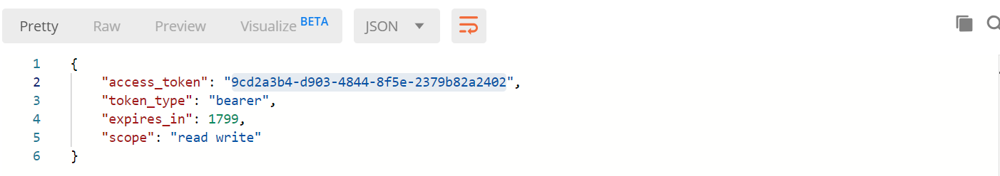 Pretty Raw Preview Visualize BETA JSON
1 {
2 "access_token": "9cd2a3b4-d903-4844-8f5e-2379b82a2402",
3 "token_type": "bearer",
4 "expires_in": 1799,
5 "scope": "read write"
6 }